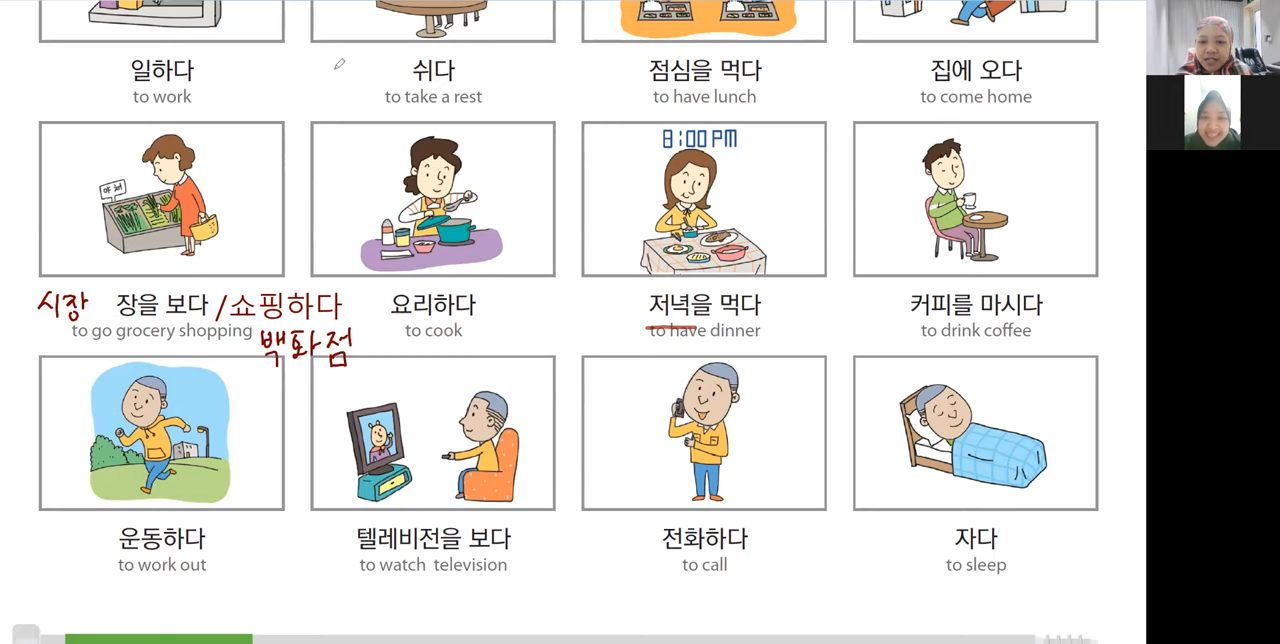 일하다 쉬다 점심을 먹다 집에 오다
to work to take a rest to have lunch to come home
야채
8:00 PM
시장 장을 보다 /쇼핑하다 요리하다 저녁을 먹다 커피를 마시다
to go grocery shopping to cook to have dinner to drink coffee
백화점
운동하다 텔레비전을 보다 전화하다 자다
to work out to watch television to call to sleep